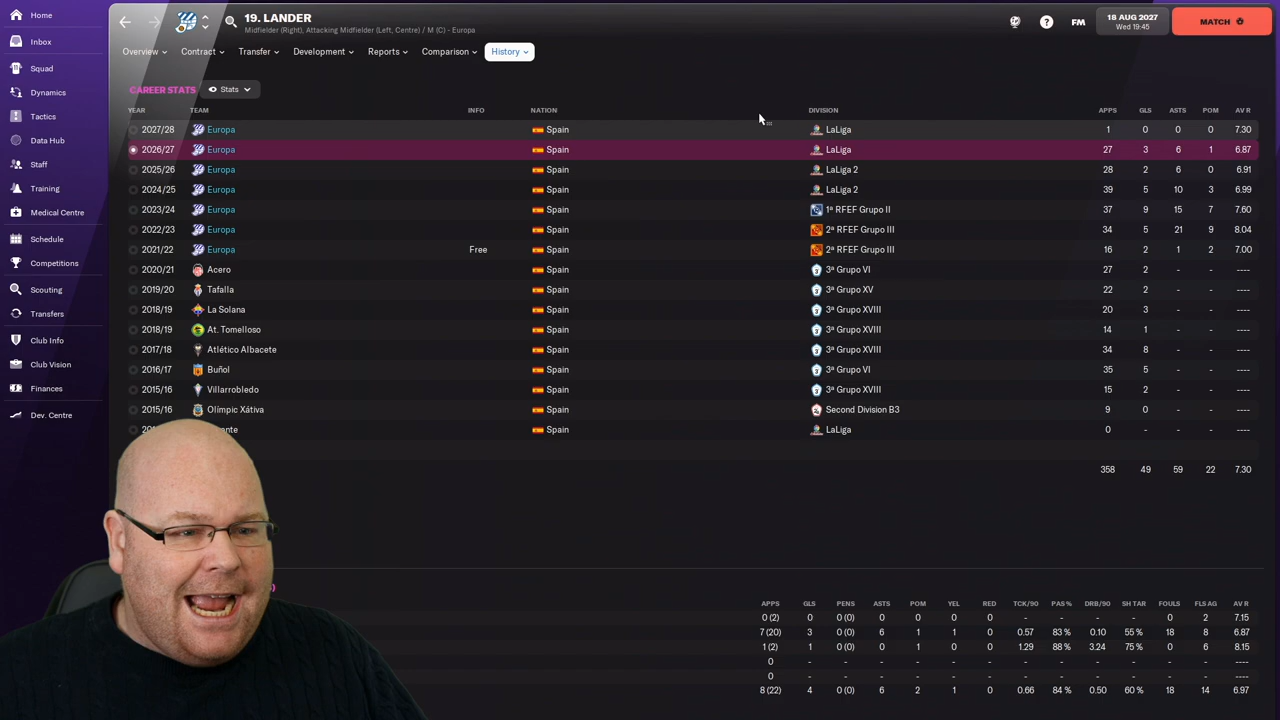 Home
Inbox
Squad
Dynamics
Tactics
Data Hub
Staff
Training
Medical Centre
Schedule
Competitions
Scouting
Transfers
Club Info
Club Vision
Finances
Dev. Centre
19. LANDER
Midfielder (Right), Attacking Midfielder (Left, Centre) / M (C) - Europa
? FM 18 AUG 2027 Wed 19:45 MATCH
Overview Contract Transfer Development Reports Comparison History
CAREER STATS Stats
YEAR TEAM INFO NATION DIVISION APPS GLS ASTS POM AV R
2027/28 Europa Spain LaLiga 1 0 0 0 7.30
2026/27 Europa Spain LaLiga 27 3 6 1 6.87
2025/26 Europa Spain LaLiga 2 28 2 6 0 6.91
2024/25 Europa Spain LaLiga 2 39 5 10 3 6.99
2023/24 Europa Spain 1ª RFEF Grupo II 37 9 15 7 7.60
2022/23 Europa Spain 2ª RFEF Grupo III 34 5 21 9 8.04
2021/22 Europa Free Spain 2ª RFEF Grupo III 16 2 1 2 7.00
2020/21 Acero Spain 3ª Grupo VI 27 2 - - ----
2019/20 Tafalla Spain 3ª Grupo XV 22 2 - - ----
2018/19 La Solana Spain 3ª Grupo XVIII 20 3 - - ----
2018/19 At. Tomelloso Spain 3ª Grupo XVIII 14 1 - - ----
2017/18 Atlético Albacete Spain 3ª Grupo XVIII 34 8 - - ----
2016/17 Buñol Spain 3ª Grupo VI 35 5 - - ----
2015/16 Villarrobledo Spain 3ª Grupo XVIII 15 2 - - ----
2015/16 Olímpic Xátiva Spain Second Division B3 9 0 - - ----
Spain LaLiga 0 - - - ----
358 49 59 22 7.30
APPS GLS PENS ASTS POM YEL RED TCK/90 PAS % DRB/90 SH TAR FOULS FLS AG AV R
0 (2) 0 0 (0) 0 0 0 0 - - - - 0 2 7.15
7 (20) 3 0 (0) 6 1 1 0 0.57 83 % 0.10 55 % 18 8 6.87
1 (2) 1 0 (0) 0 1 0 0 1.29 88 % 3.24 75 % 0 6 8.15
0 - - - - - - - - - - - - ----
0 - - - - - - - - - - - - ----
8 (22) 4 0 (0) 6 2 1 0 0.66 84 % 0.50 60 % 18 14 6.97